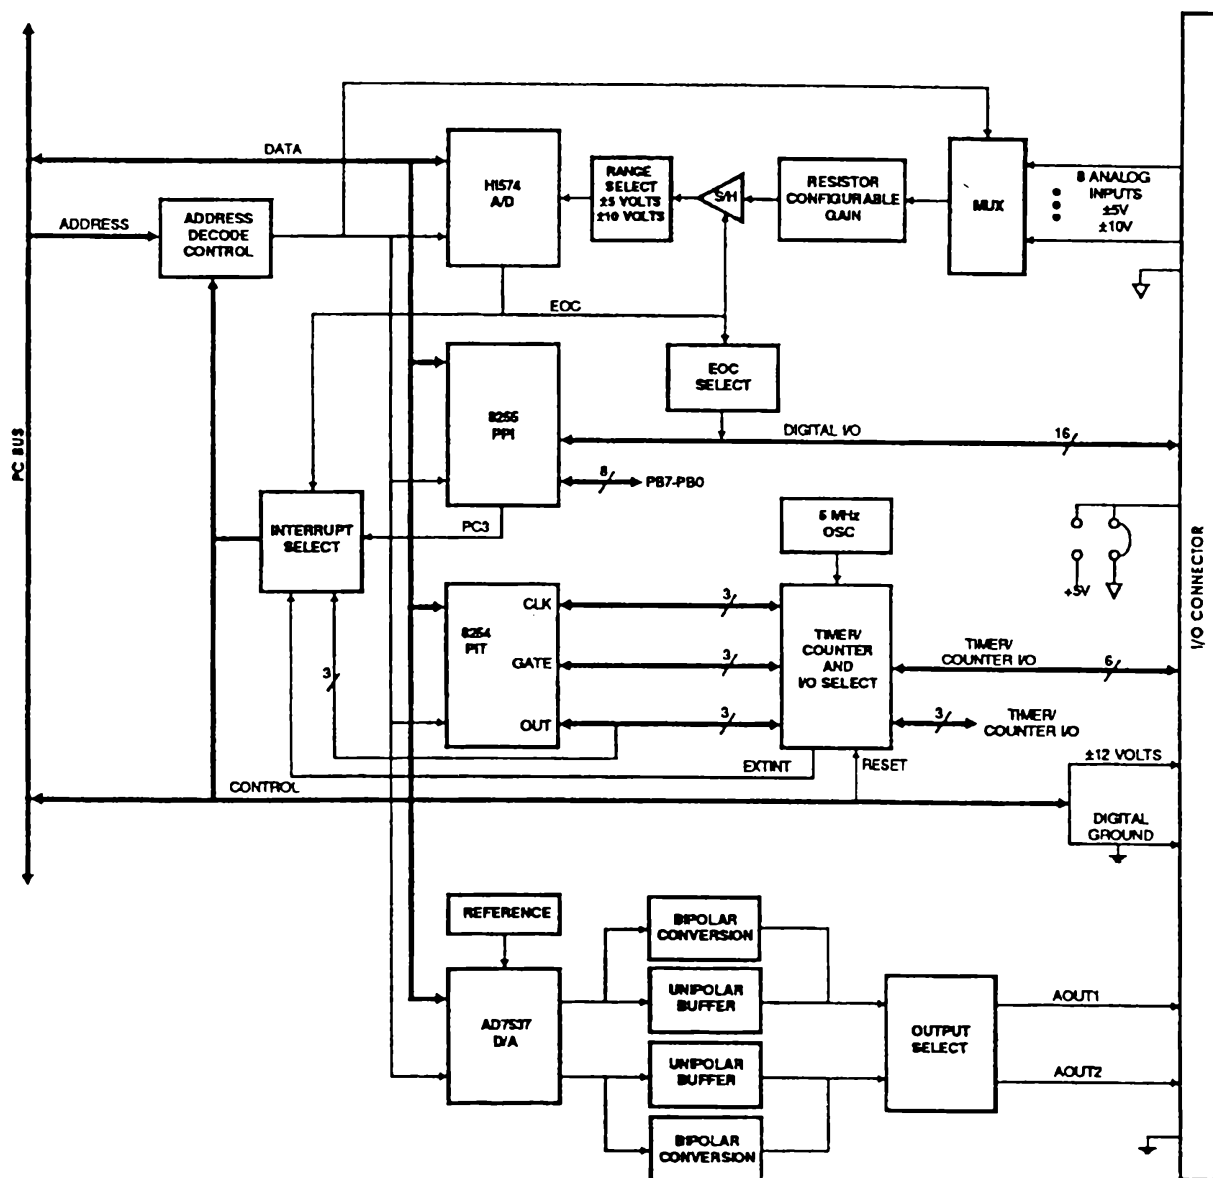 DATA
ADDRESS
ADDRESS
DECODE
CONTROL
HI574
A/D
RANGE
SELECT
±5 VOLTS
±10 VOLTS
S/H
RESISTOR
CONFIGURABLE
GAIN
MUX
8 ANALOG
INPUTS
±5V
±10V
EOC
EOC
SELECT
8255
PPI
DIGITAL I/O
16
8
PB7-PB0
PC BUS
INTERRUPT
SELECT
PC3
5 MHz
OSC
+5V
I/O CONNECTOR
8254
PIT
CLK
GATE
OUT
3
3
3
3
TIMER/
COUNTER
AND
I/O SELECT
TIMER/
COUNTER I/O
6
3
TIMER/
COUNTER I/O
EXTINT
RESET
CONTROL
±12 VOLTS
DIGITAL
GROUND
REFERENCE
AD7537
D/A
BIPOLAR
CONVERSION
UNIPOLAR
BUFFER
UNIPOLAR
BUFFER
BIPOLAR
CONVERSION
OUTPUT
SELECT
AOUT1
AOUT2